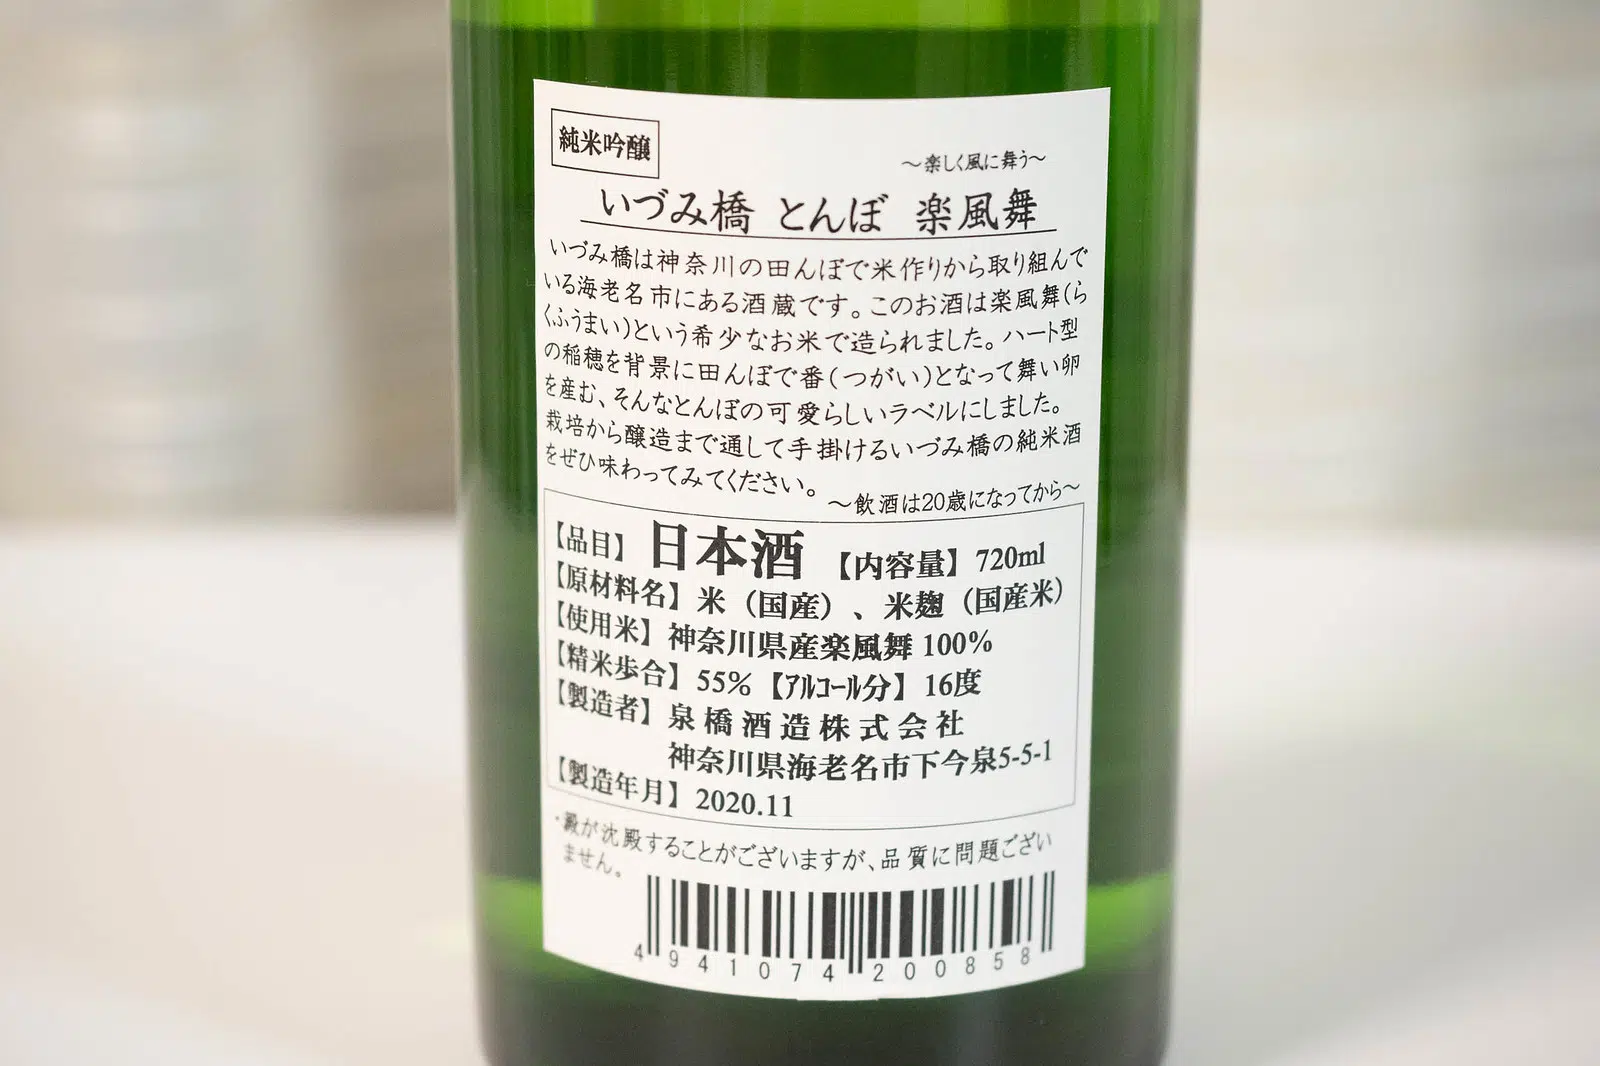 純米吟醸
～楽しく風に舞う～
いづみ橋 とんぼ 楽風舞
いづみ橋は神奈川の田んぼで米作りから取り組んで
いる海老名市にある酒蔵です。このお酒は楽風舞(ら
くふうまい)という希少なお米で造られました。ハート型
の稲穂を背景に田んぼで番(つがい)となって舞い卵
を産む、そんなとんぼの可愛らしいラベルにしました。
栽培から醸造まで通して手掛けるいづみ橋の純米酒
をぜひ味わってみてください。
～飲酒は20歳になってから～
【品目】 日本酒 【内容量】 720ml
【原材料名】 米（国産）、米麹（国産米）
【使用米】 神奈川県産楽風舞 100%
【精米歩合】 55% 【アルコール分】 16度
【製造者】 泉橋酒造株式会社
神奈川県海老名市下今泉5-5-1
【製造年月】 2020.11
・澱が沈殿することがございますが、品質に問題ござい
ません。
4 941074 200858